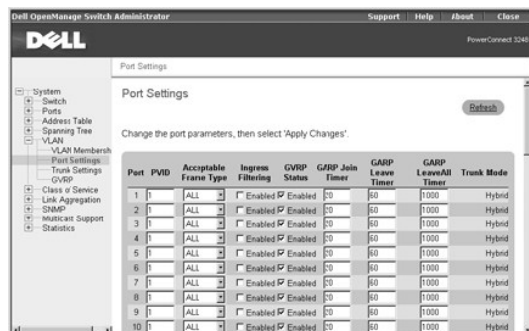 Dell OpenManage Switch Administrator
Support Help About Close
DELL
PowerConnect 3248
Port Settings
System
Switch
Ports
Address Table
Spanning Tree
VLAN
VLAN Membersh
Port Settings
Trunk Settings
GVRP
Class of Service
Link Aggregation
SNMP
Multicast Support
Statistics
Port Settings
Refresh
Change the port parameters, then select 'Apply Changes'.
Port PVID Acceptable Frame Type Ingress Filtering GVRP Status GARP Join Timer GARP Leave Timer GARP LeaveAll Timer Trunk Mode
1 1 ALL Enabled Enabled 20 60 1000 Hybrid
2 1 ALL Enabled Enabled 20 60 1000 Hybrid
3 1 ALL Enabled Enabled 20 60 1000 Hybrid
4 1 ALL Enabled Enabled 20 60 1000 Hybrid
5 1 ALL Enabled Enabled 20 60 1000 Hybrid
6 1 ALL Enabled Enabled 20 60 1000 Hybrid
7 1 ALL Enabled Enabled 20 60 1000 Hybrid
8 1 ALL Enabled Enabled 20 60 1000 Hybrid
9 1 ALL Enabled Enabled 20 60 1000 Hybrid
10 1 ALL Enabled Enabled 20 60 1000 Hybrid